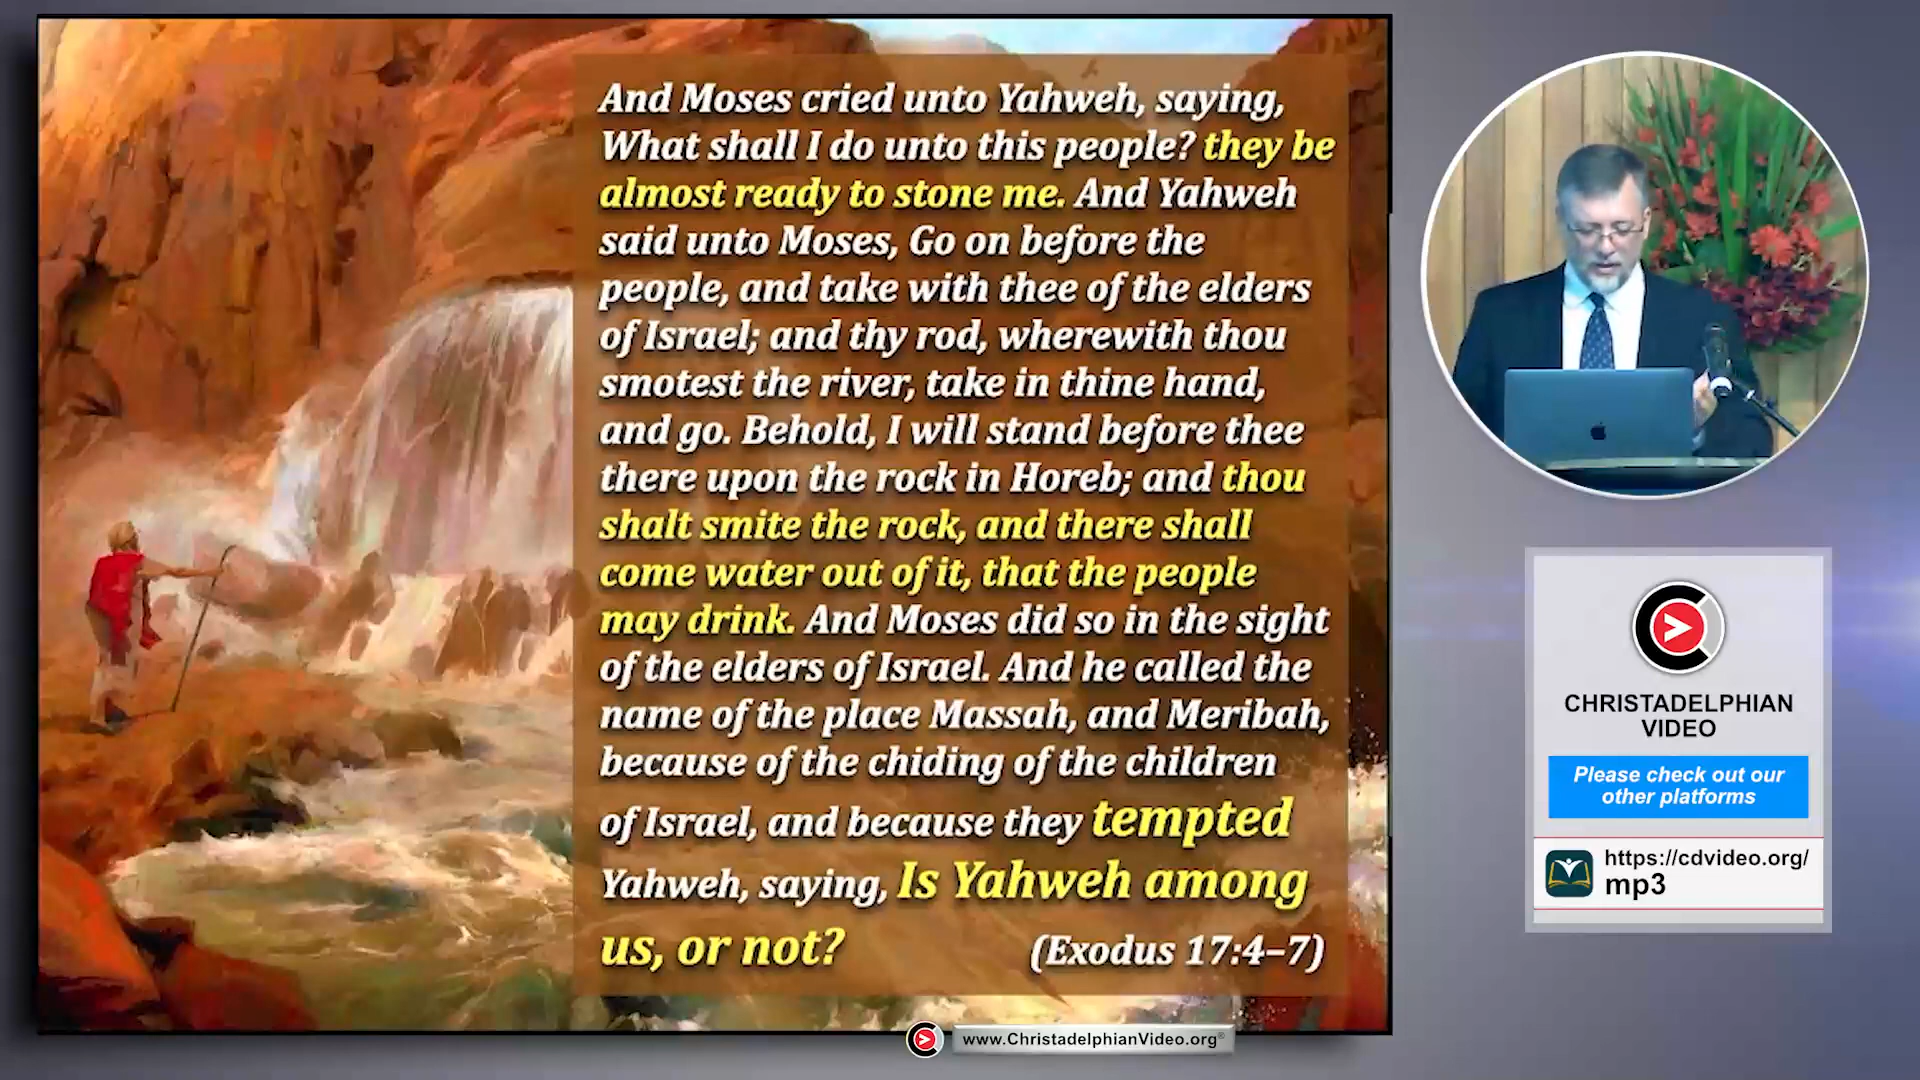 And Moses cried unto Yahweh, saying,
What shall I do unto this people? they be
almost ready to stone me. And Yahweh
said unto Moses, Go on before the
people, and take with thee of the elders
of Israel; and thy rod, wherewith thou
smotest the river, take in thine hand,
and go. Behold, I will stand before thee
there upon the rock in Horeb; and thou
shalt smite the rock, and there shall
come water out of it, that the people
may drink. And Moses did so in the sight
of the elders of Israel. And he called the
name of the place Massah, and Meribah,
because of the chiding of the children
of Israel, and because they tempted
Yahweh, saying, Is Yahweh among
us, or not? (Exodus 17:4–7)
www.ChristadelphianVideo.org®
CHRISTADELPHIAN
VIDEO
Please check out our
other platforms
https://cdvideo.org/
mp3